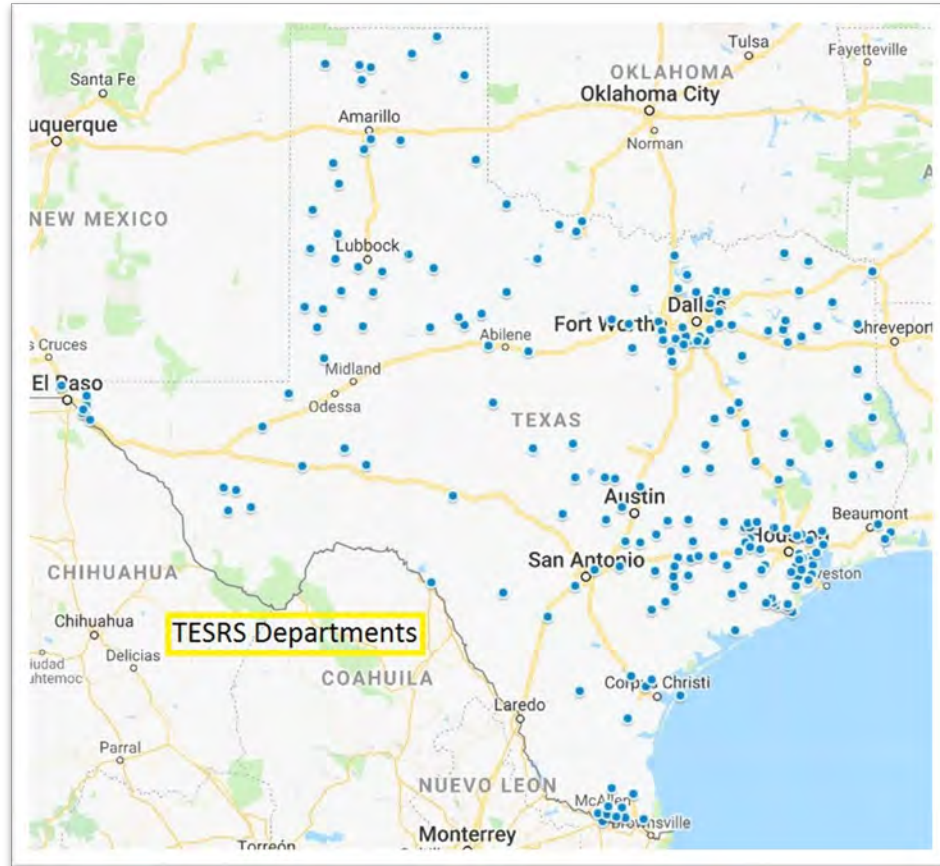 Tulsa
Fayetteville
Santa Fe
OKLAHOMA
Oklahoma City
Amarillo
uquerque
Norman
A
NEW MEXICO
Lubbock
Dallas
Fort Worth
Shreveport
Abilene
s Cruces
Midland
El Paso
Odessa
TEXAS
Austin
Beaumont
Houston
San Antonio
veston
CHIHUAHUA
Chihuahua
TESRS Departments
Delicias
iudad
uhtemoc
COAHUILA
Corpus Christi
Laredo
Parral
NUEVO LEON
McAllen
Brownsville
Monterrey
Torreón